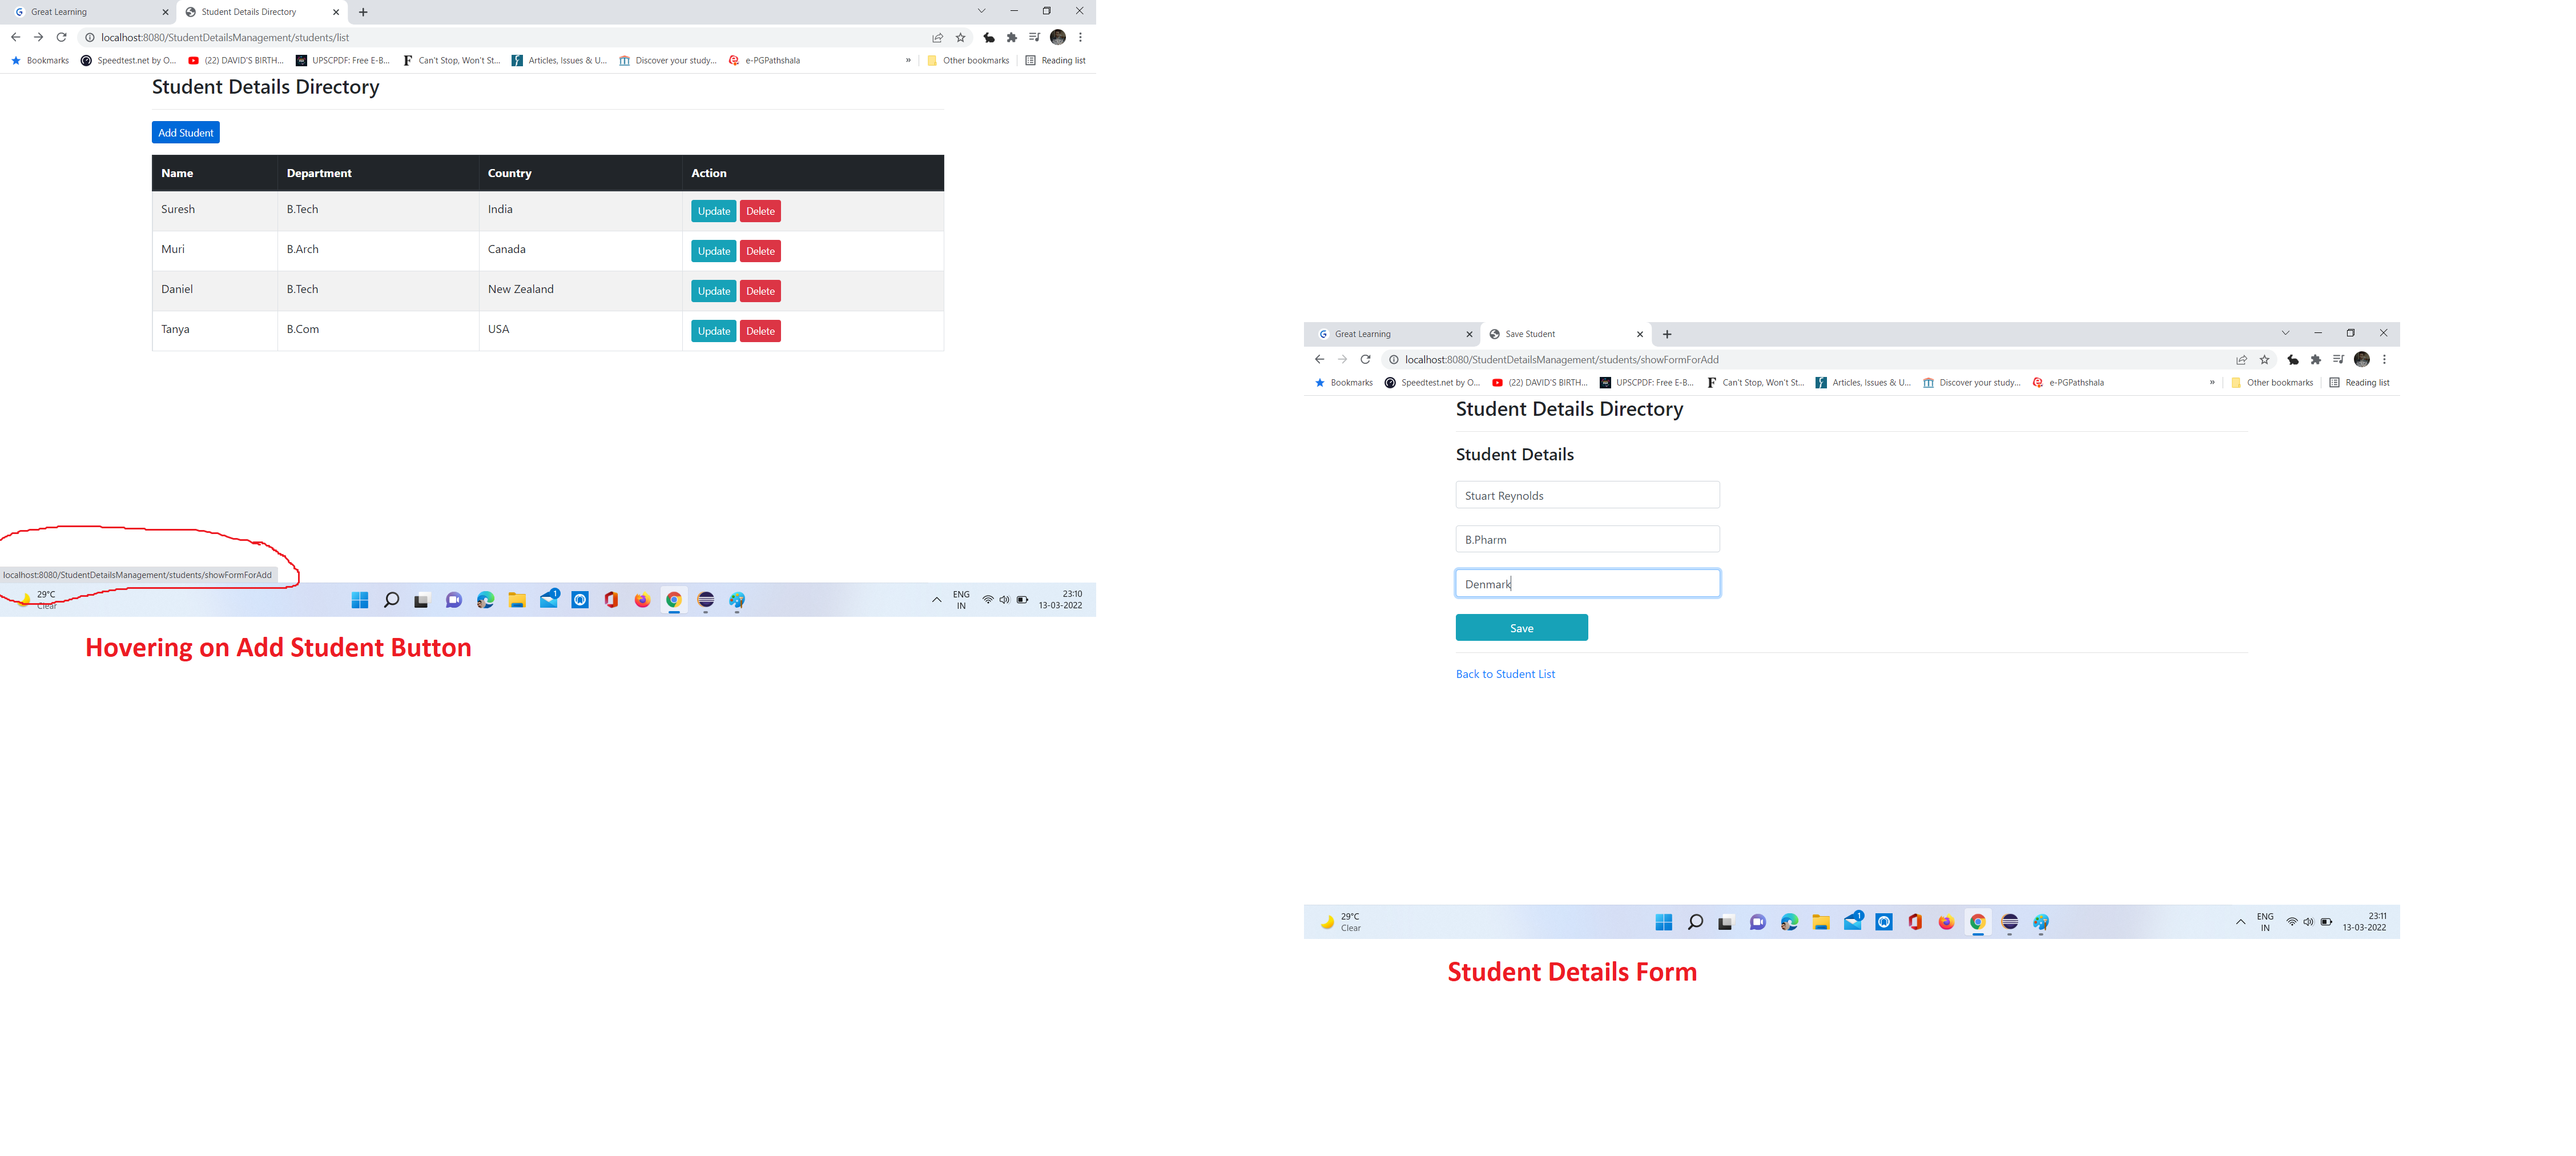 Great Learning
Student Details Directory
localhost:8080/StudentDetailsManagement/students/list
Bookmarks Speedtest.net by O... (22) DAVID'S BIRTH... UPSCPDF: Free E-B... Can't Stop, Won't St... Articles, Issues & U... Discover your study... e-PGPathshala » Other bookmarks Reading list
Student Details Directory
Add Student
Name Department Country Action
Suresh B.Tech India Update Delete
Muri B.Arch Canada Update Delete
Daniel B.Tech New Zealand Update Delete
Tanya B.Com USA Update Delete
localhost:8080/StudentDetailsManagement/students/showFormForAdd
29°C
Clear
1
ENG
IN
23:10
13-03-2022
Hovering on Add Student Button
Great Learning
Save Student
localhost:8080/StudentDetailsManagement/students/showFormForAdd
Bookmarks Speedtest.net by O... (22) DAVID'S BIRTH... UPSCPDF: Free E-B... Can't Stop, Won't St... Articles, Issues & U... Discover your study... e-PGPathshala » Other bookmarks Reading list
Student Details Directory
Student Details
Stuart Reynolds
B.Pharm
Denmark
Save
Back to Student List
29°C
Clear
1
ENG
IN
23:11
13-03-2022
Student Details Form